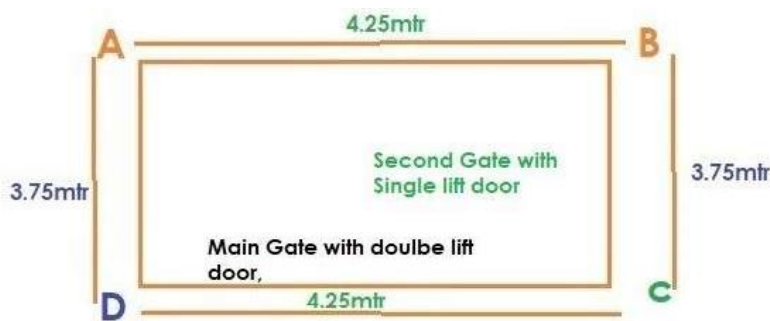 4.25mtr
A
B
Second Gate with
Single lift door
3.75mtr
3.75mtr
Main Gate with doulbe lift
door,
D
4.25mtr
C